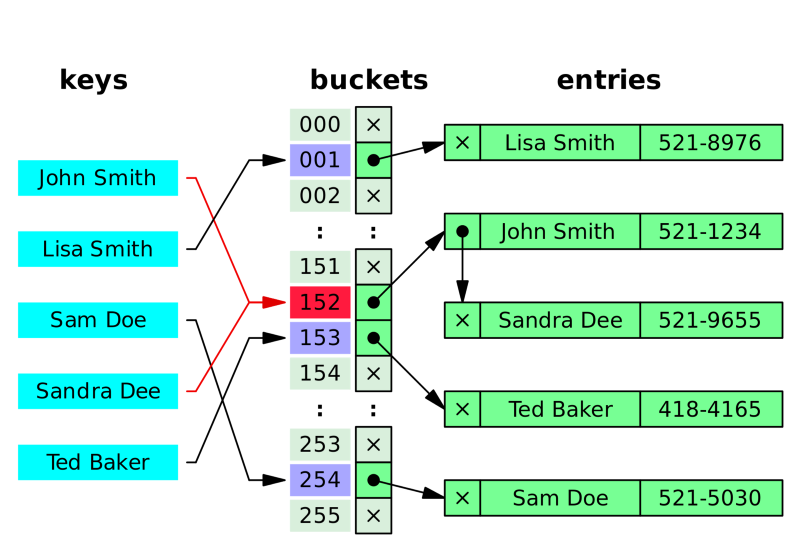 keys
buckets
entries
John Smith
Lisa Smith
Sam Doe
Sandra Dee
Ted Baker
000 ×
001
002 ×
: :
151 ×
152
153
154 ×
: :
253 ×
254
255 ×
× Lisa Smith 521-8976
John Smith 521-1234
× Sandra Dee 521-9655
× Ted Baker 418-4165
× Sam Doe 521-5030